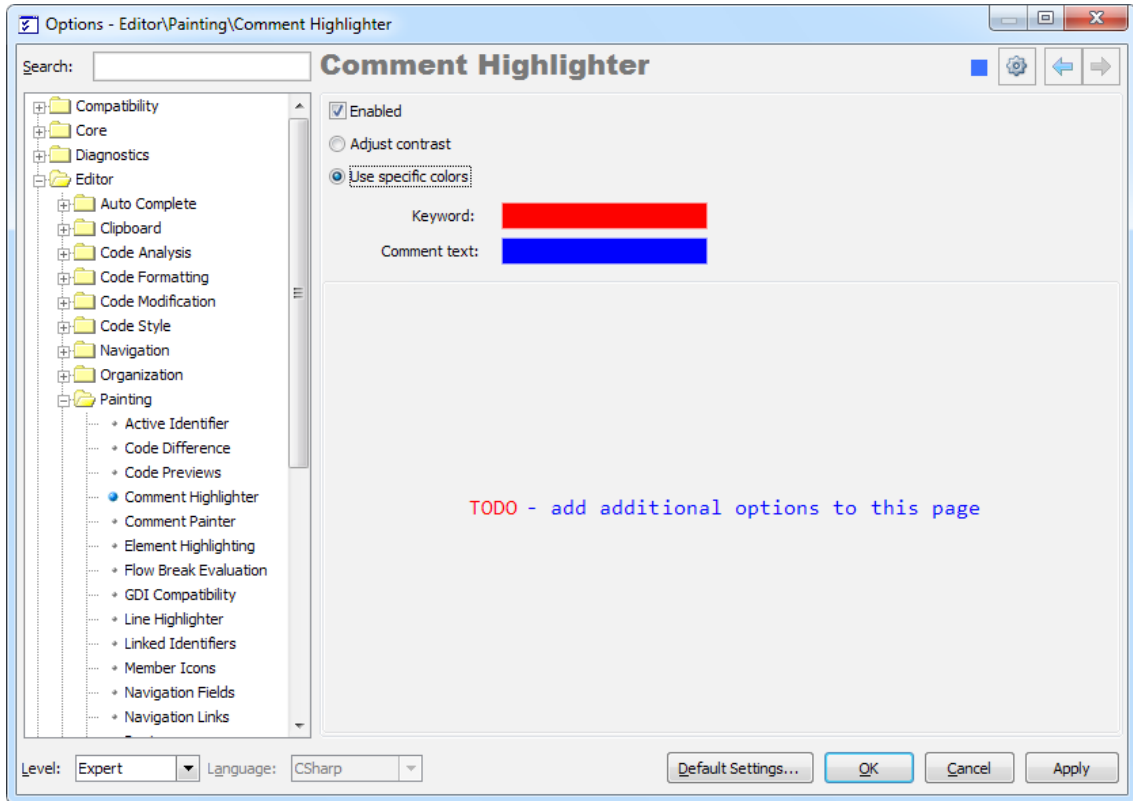 Options - Editor\Painting\Comment Highlighter
Search:
Comment Highlighter
Compatibility
Core
Diagnostics
Editor
Auto Complete
Clipboard
Code Analysis
Code Formatting
Code Modification
Code Style
Navigation
Organization
Painting
Active Identifier
Code Difference
Code Previews
Comment Highlighter
Comment Painter
Element Highlighting
Flow Break Evaluation
GDI Compatibility
Line Highlighter
Linked Identifiers
Member Icons
Navigation Fields
Navigation Links
Enabled
Adjust contrast
Use specific colors
Keyword:
Comment text:
TODO - add additional options to this page
Level: Expert Language: CSharp Default Settings... OK Cancel Apply